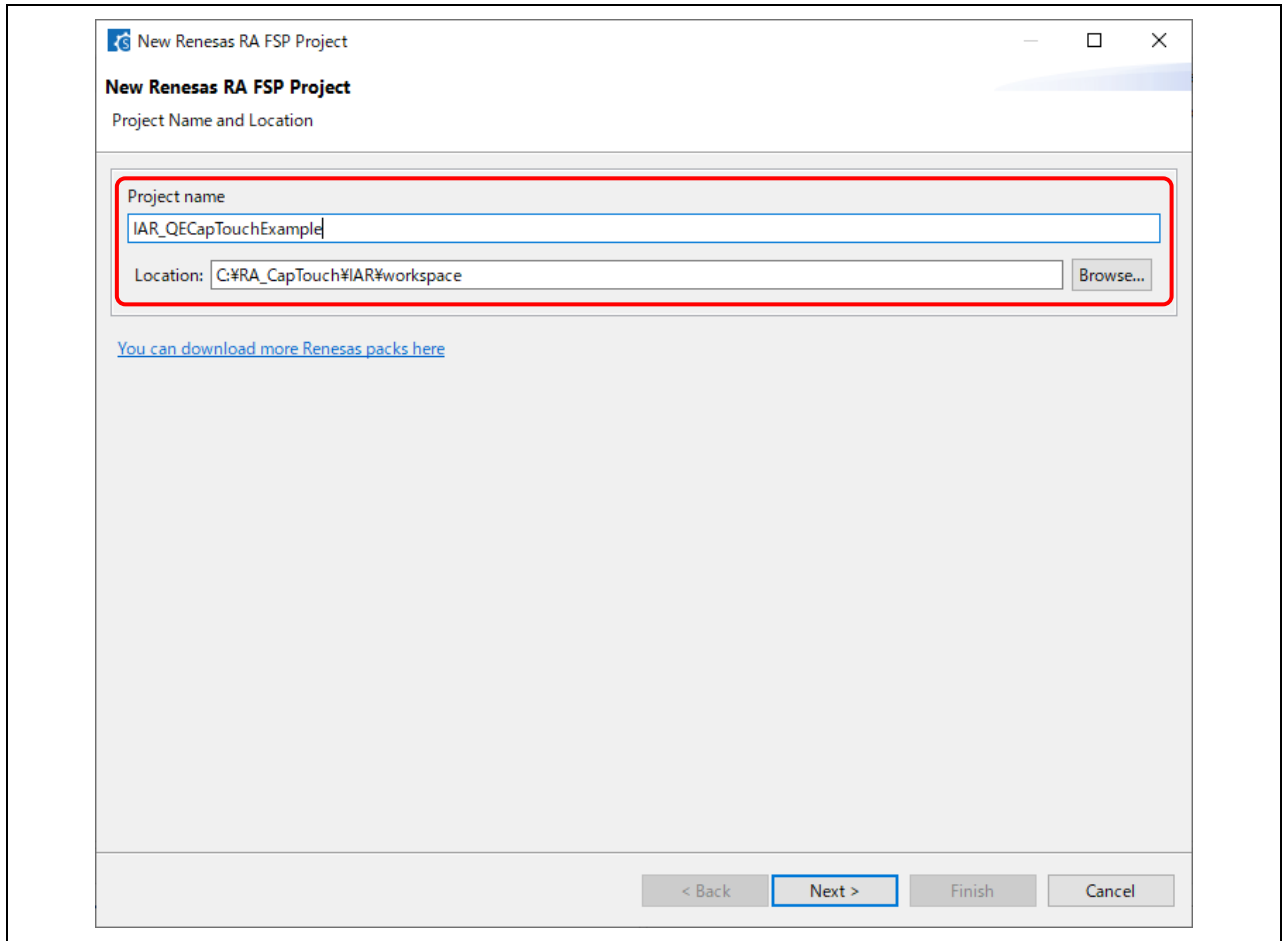 New Renesas RA FSP Project
New Renesas RA FSP Project
Project Name and Location
Project name
IAR_QECapTouchExample
Location: C:¥RA_CapTouch¥IAR¥workspace Browse...
You can download more Renesas packs here
< Back Next > Finish Cancel